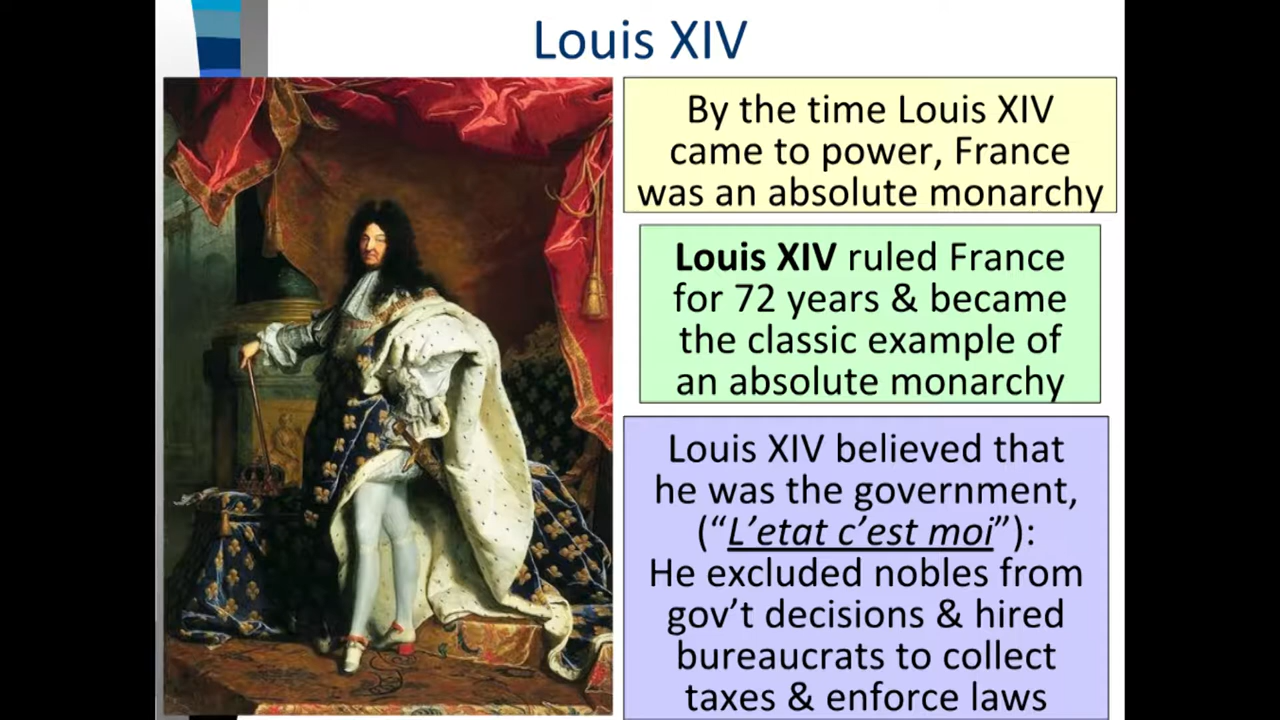 Louis XIV
By the time Louis XIV
came to power, France
was an absolute monarchy
Louis XIV ruled France
for 72 years & became
the classic example of
an absolute monarchy
Louis XIV believed that
he was the government,
(“L’etat c’est moi”):
He excluded nobles from
gov’t decisions & hired
bureaucrats to collect
taxes & enforce laws